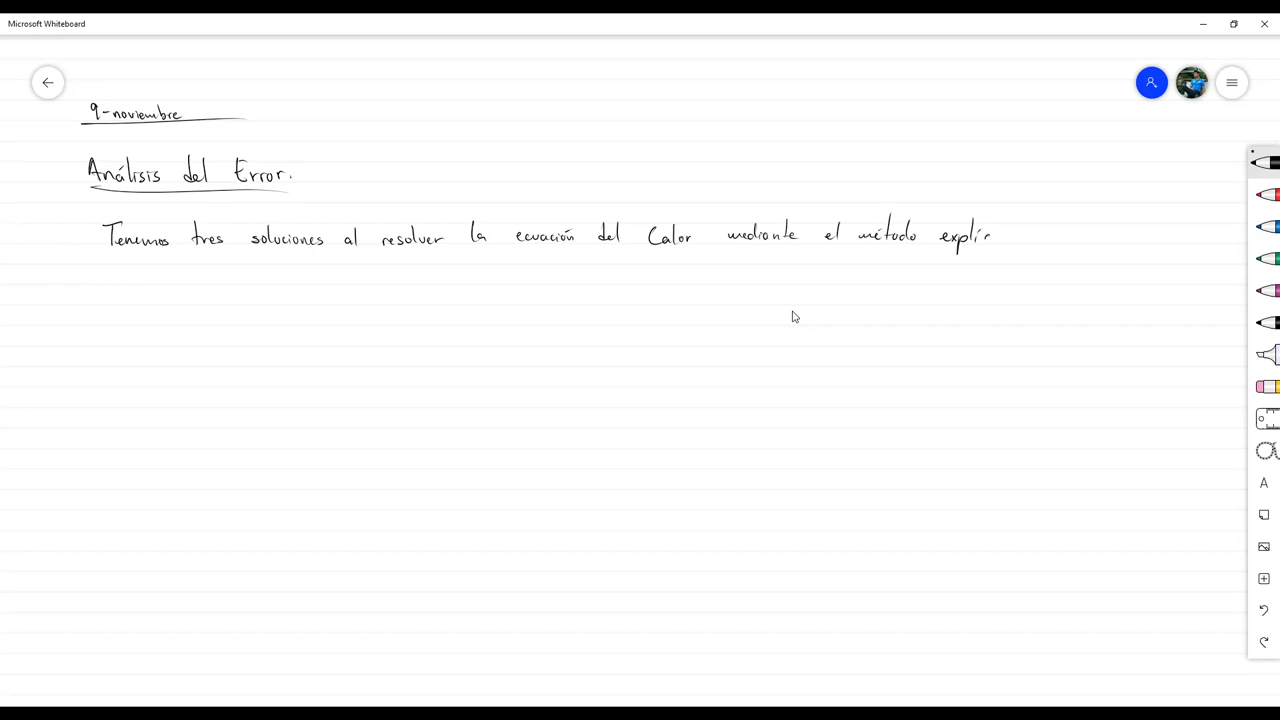 Microsoft Whiteboard
9-noviembre
Análisis del Error.
Tenemos tres soluciones al resolver la ecuación del Calor mediante el método explíc
A